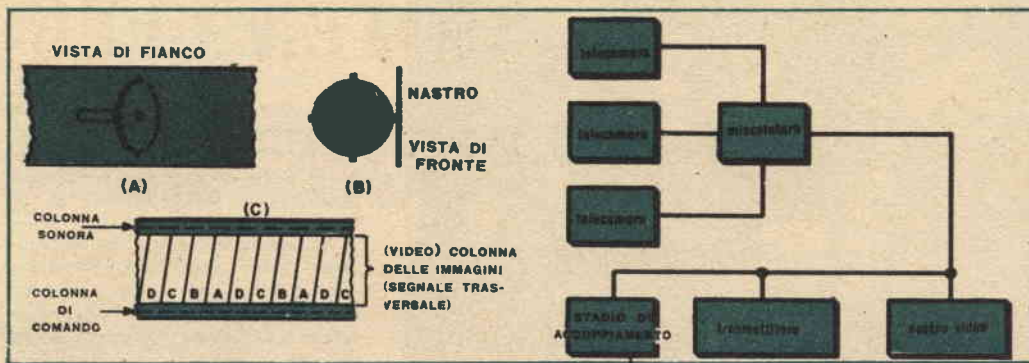 VISTA DI FIANCO
(A)
NASTRO
VISTA DI
FRONTE
(B)
(C)
COLONNA
SONORA
D C B A D C B A D C
COLONNA
DI
COMANDO
(VIDEO) COLONNA
DELLE IMMAGINI
(SEGNALE TRAS-
VERSALE)
telecamera
telecamera
telecamera
miscelatore
STADIO DI
ACCOPPIAMENTO
trasmettitore
nastro video